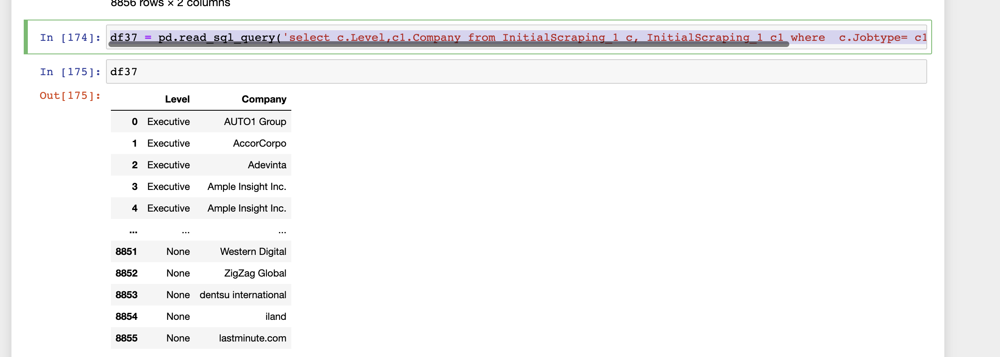 8856 rows × 2 columns
In [174]: df37 = pd.read_sql_query('select c.Level,c1.Company from InitialScraping_1 c, InitialScraping_1 c1 where  c.Jobtype= c1
In [175]: df37
Out[175]:
Level Company
0 Executive AUTO1 Group
1 Executive AccorCorpo
2 Executive Adevinta
3 Executive Ample Insight Inc.
4 Executive Ample Insight Inc.
... ... ...
8851 None Western Digital
8852 None ZigZag Global
8853 None dentsu international
8854 None iland
8855 None lastminute.com